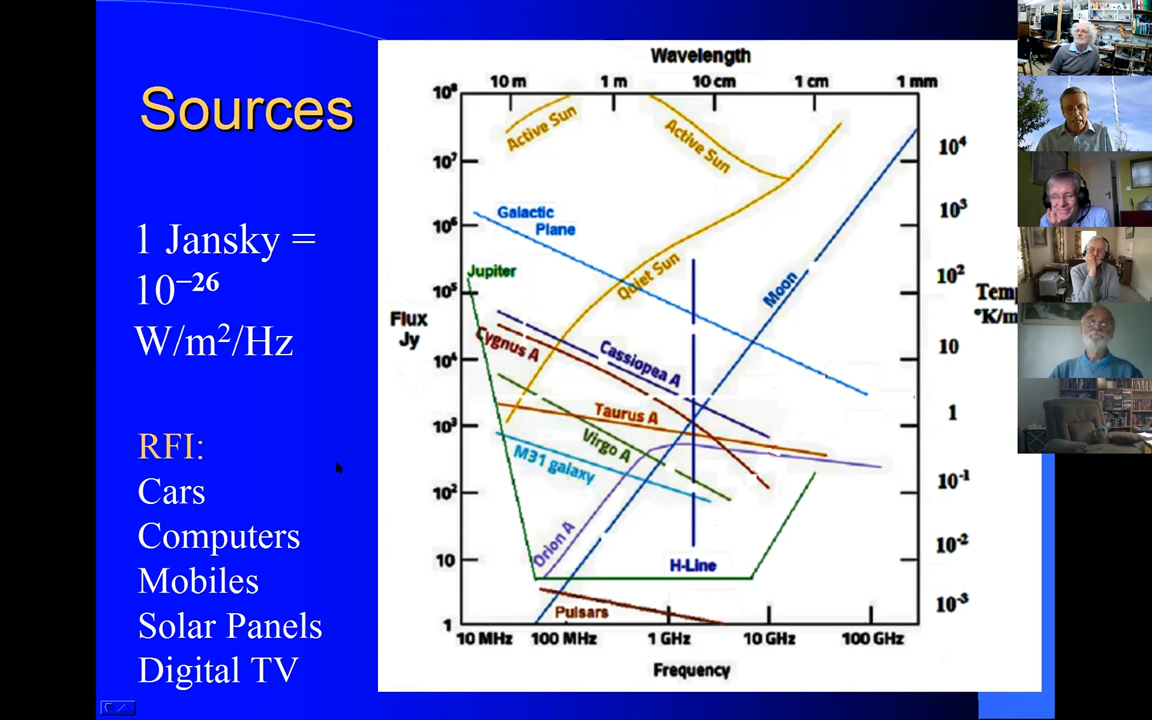 Sources
1 Jansky =
10⁻²⁶
W/m²/Hz
RFI:
Cars
Computers
Mobiles
Solar Panels
Digital TV
Wavelength
10 m 1 m 10 cm 1 cm 1 mm
10⁸
10⁷
10⁶
10⁵
10⁴
10³
10²
10
1
Flux
Jy
Active Sun
Active Sun
Galactic
Plane
Quiet Sun
Jupiter
Moon
Cygnus A
Cassiopea A
Taurus A
Virgo A
M31 galaxy
Orion A
H-Line
Pulsars
10⁴
10³
10²
10
1
10⁻¹
10⁻²
10⁻³
10 MHz 100 MHz 1 GHz 10 GHz 100 GHz
Frequency